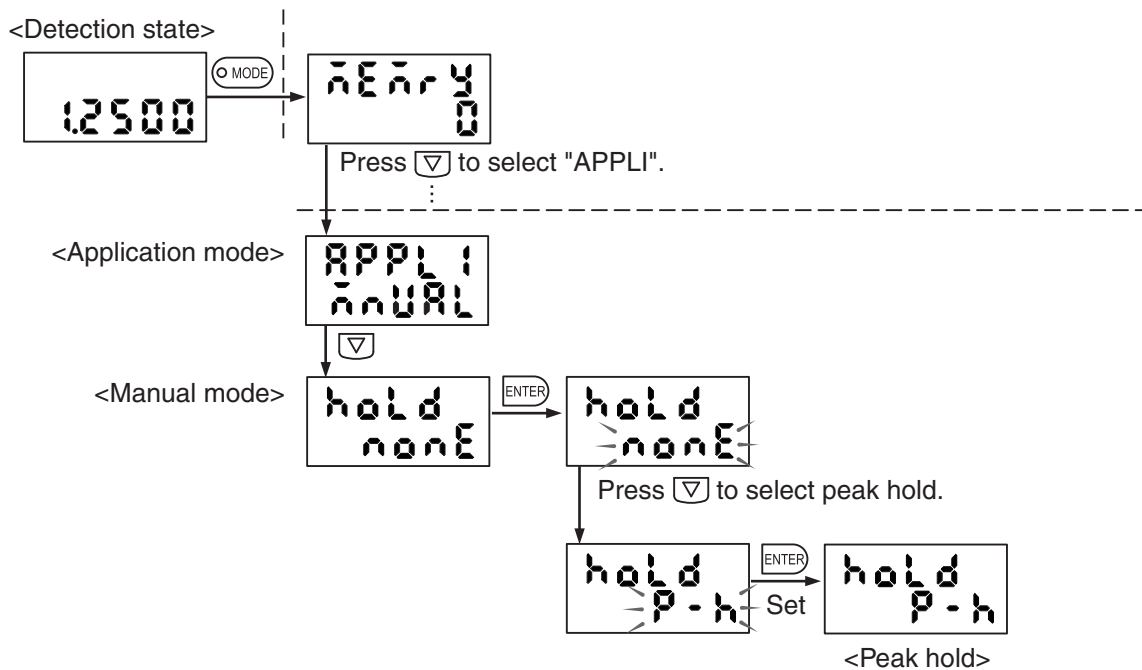 <Detection state>
1.2500
MODE
MEMrY
0
Press ▽ to select "APPLI".
<Application mode>
APPLI
MnUAL
▽
<Manual mode>
hoLd
nonE
ENTER
hoLd
nonE
Press ▽ to select peak hold.
hoLd
P-h
ENTER
Set
hoLd
P-h
<Peak hold>